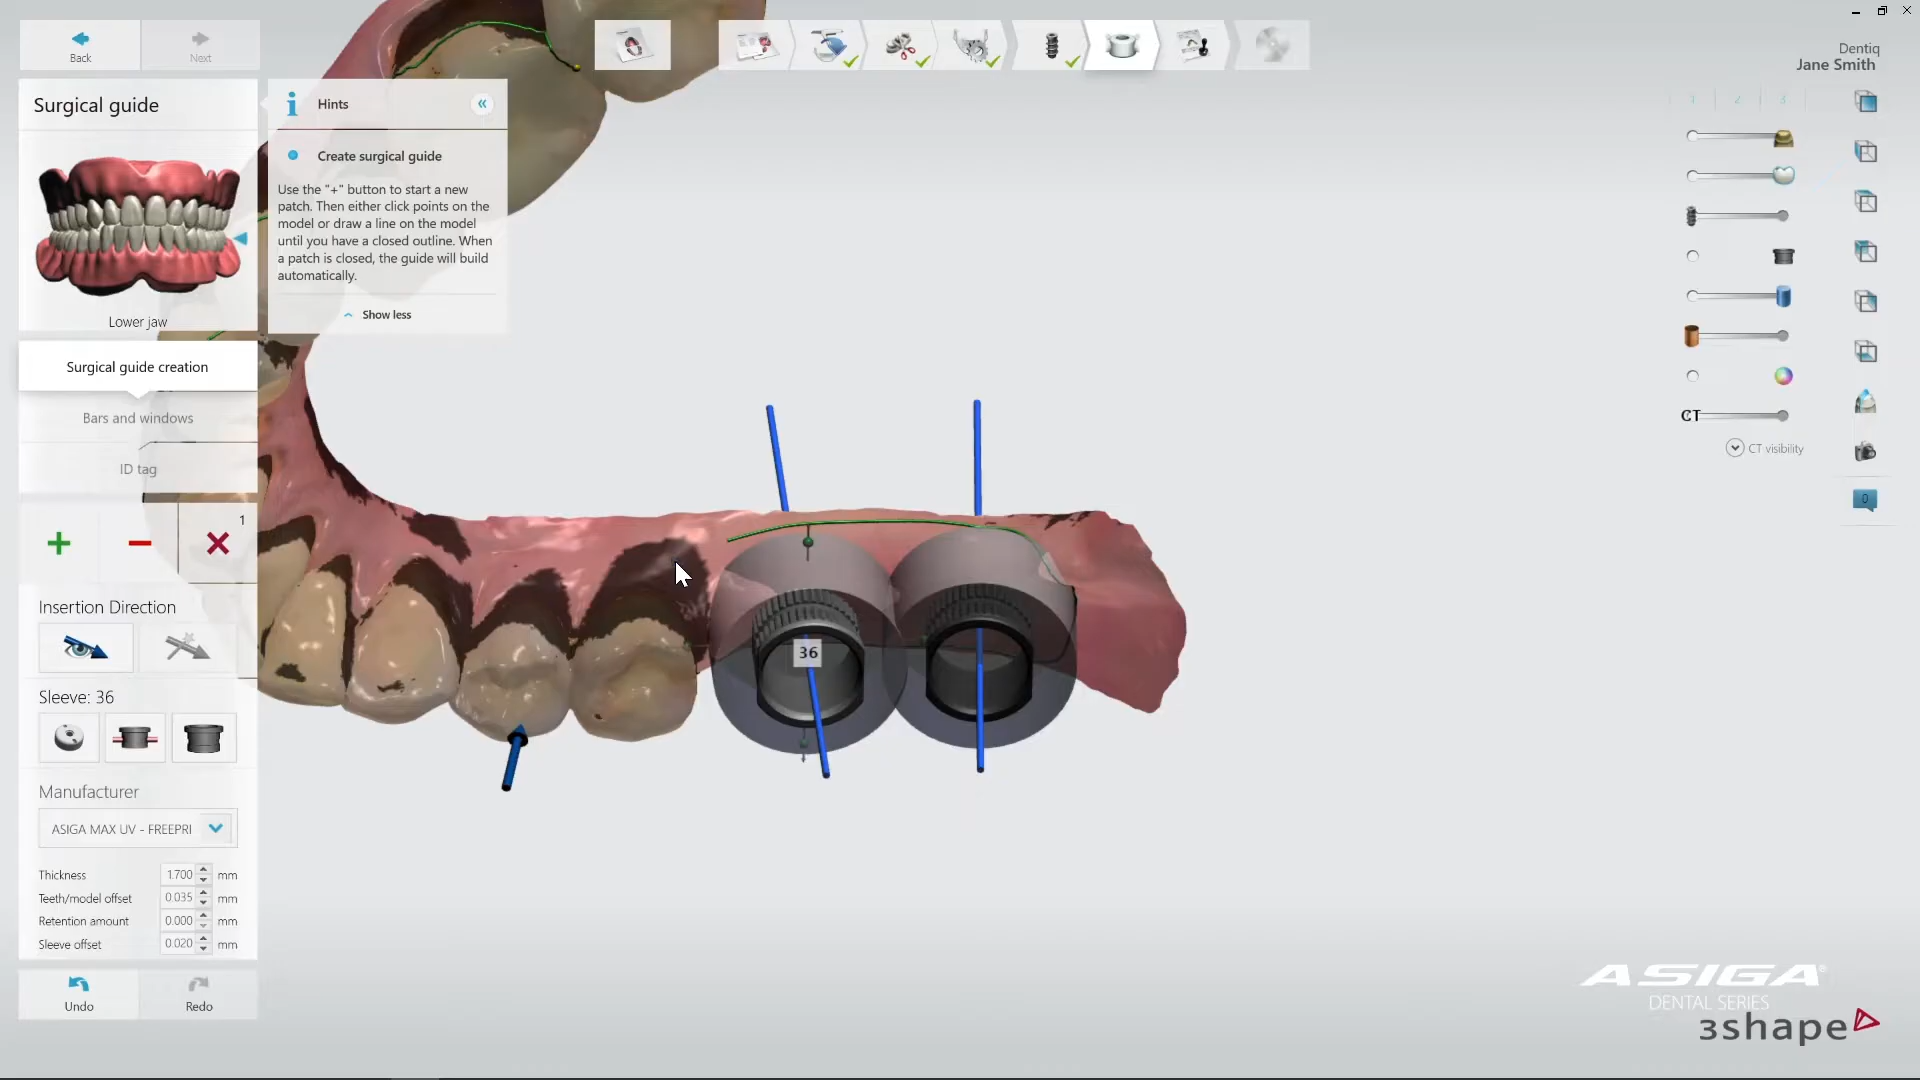 Back
Next
Dentiq
Jane Smith
Surgical guide
Hints
1 2 3
Create surgical guide
Use the "+" button to start a new
patch. Then either click points on the
model or draw a line on the model
until you have a closed outline. When
a patch is closed, the guide will build
automatically.
Show less
Lower jaw
Surgical guide creation
Bars and windows
ID tag
CT
CT visibility
0
1
Insertion Direction
36
Sleeve: 36
Manufacturer
ASIGA MAX UV - FREEPRI
Thickness 1.700 mm
Teeth/model offset 0.035 mm
Retention amount 0.000 mm
Sleeve offset 0.020 mm
Undo
Redo
ASIGA®
DENTAL SERIES
3shape